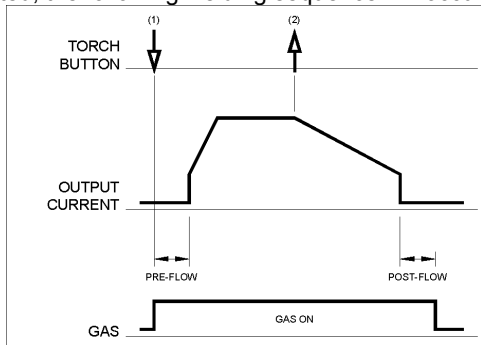 (1) (2)
TORCH
BUTTON
OUTPUT
CURRENT
PRE-FLOW POST-FLOW
GAS ON
GAS